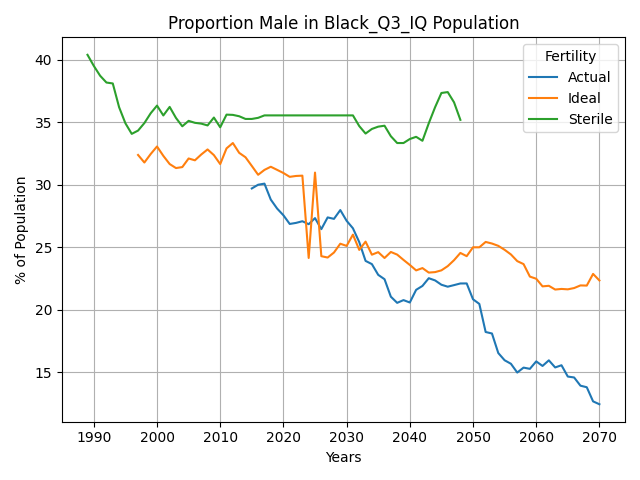 Proportion Male in Black_Q3_IQ Population
% of Population
40
35
30
25
20
15
Fertility
Actual
Ideal
Sterile
1990 2000 2010 2020 2030 2040 2050 2060 2070
Years